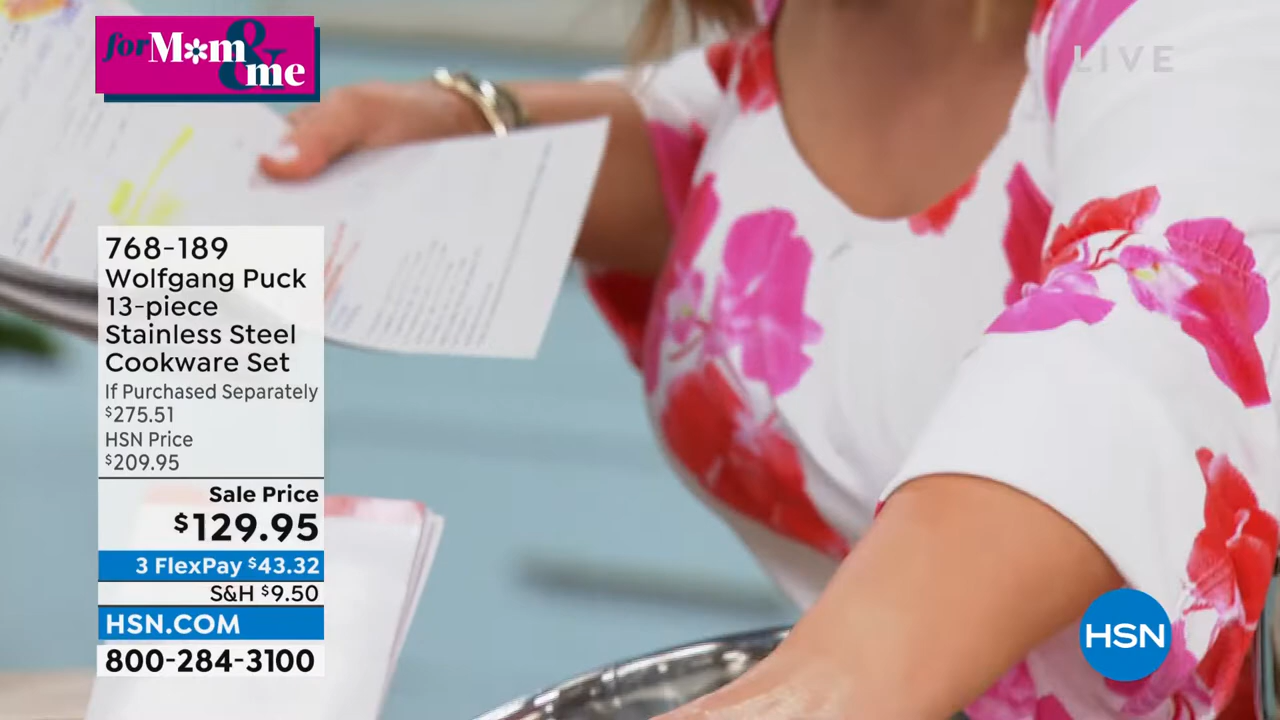 for Mom
& me
LIVE
768-189
Wolfgang Puck
13-piece
Stainless Steel
Cookware Set
If Purchased Separately
$275.51
HSN Price
$209.95
Sale Price
$129.95
3 FlexPay $43.32
S&H $9.50
HSN.COM
800-284-3100
HSN